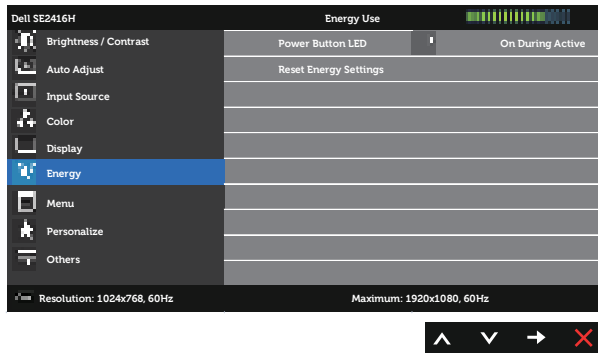 Dell SE2416H Energy Use
Brightness / Contrast
Power Button LED On During Active
Auto Adjust
Reset Energy Settings
Input Source
Color
Display
Energy
Menu
Personalize
Others
Resolution: 1024x768, 60Hz Maximum: 1920x1080, 60Hz